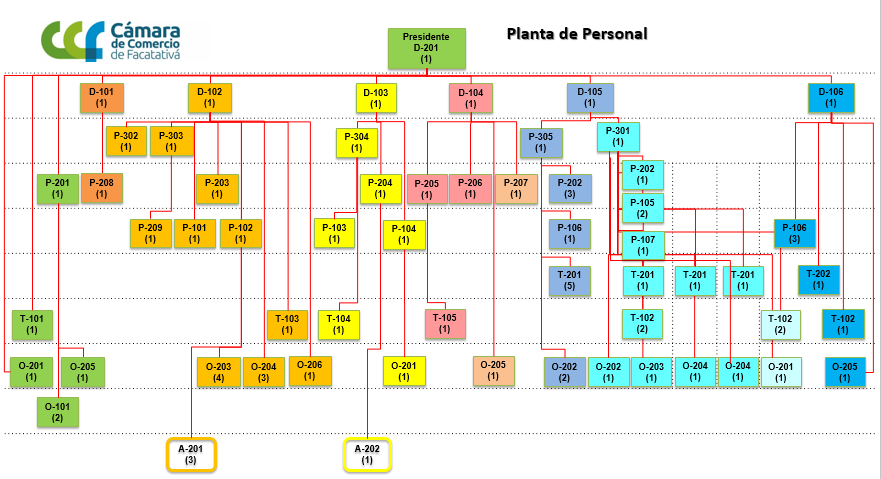 Cámara
de Comercio
de Facatativá
Planta de Personal
Presidente
D-201
(1)
D-101
(1)
D-102
(1)
D-103
(1)
D-104
(1)
D-105
(1)
D-106
(1)
P-302
(1)
P-303
(1)
P-304
(1)
P-305
(1)
P-301
(1)
P-201
(1)
P-208
(1)
P-203
(1)
P-204
(1)
P-205
(1)
P-206
(1)
P-207
(1)
P-202
(3)
P-202
(1)
P-105
(2)
P-209
(1)
P-101
(1)
P-102
(1)
P-103
(1)
P-104
(1)
P-106
(1)
P-107
(1)
P-106
(3)
T-201
(5)
T-201
(1)
T-201
(1)
T-201
(1)
T-202
(1)
T-101
(1)
T-103
(1)
T-104
(1)
T-105
(1)
T-102
(2)
T-102
(2)
T-102
(1)
O-201
(1)
O-205
(1)
O-203
(4)
O-204
(3)
O-206
(1)
O-201
(1)
O-205
(1)
O-202
(2)
O-202
(1)
O-203
(1)
O-204
(1)
O-204
(1)
O-201
(1)
O-205
(1)
O-101
(2)
A-201
(3)
A-202
(1)